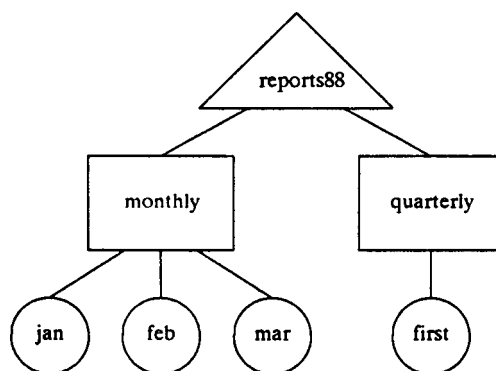 reports88
monthly
quarterly
jan
feb
mar
first